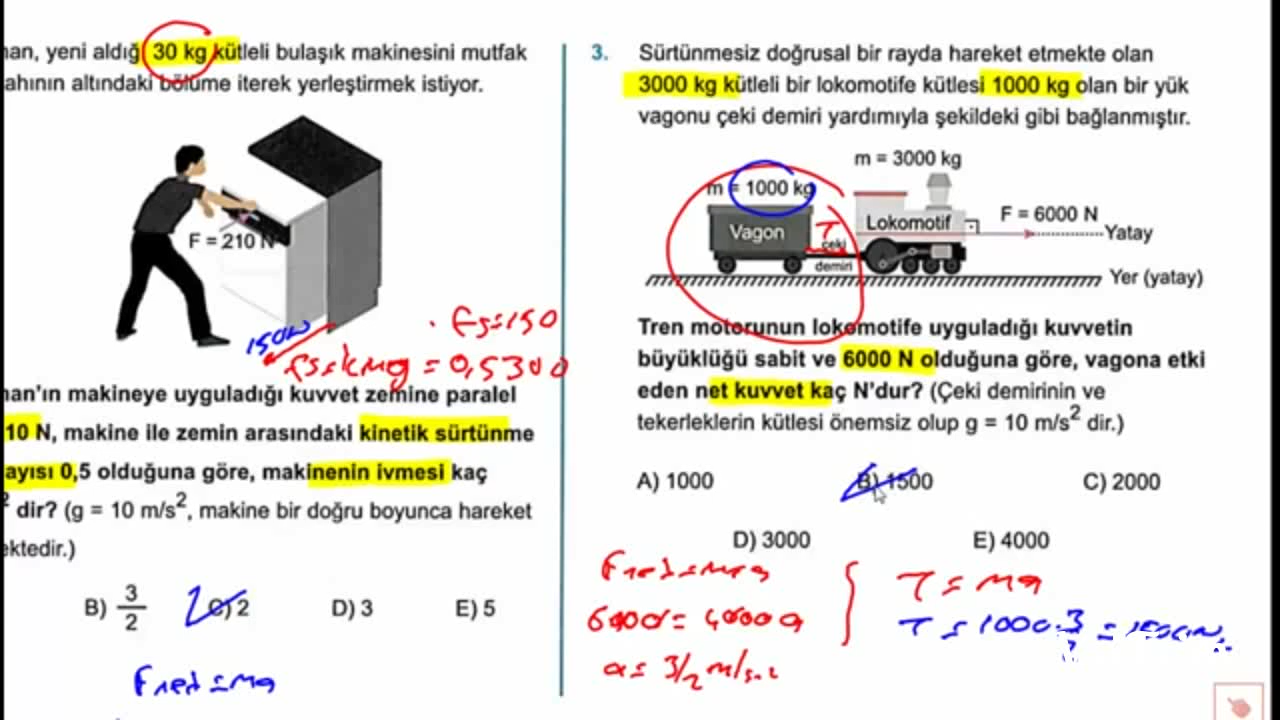 man, yeni aldığı 30 kg kütleli bulaşık makinesini mutfak
ahının altındaki bölüme iterek yerleştirmek istiyor.
F = 210 N
150N
fs=150
fs=kmg = 0,5300
nan'ın makineye uyguladığı kuvvet zemine paralel
10 N, makine ile zemin arasındaki kinetik sürtünme
ayısı 0,5 olduğuna göre, makinenin ivmesi kaç
² dir? (g = 10 m/s², makine bir doğru boyunca hareket
ektedir.)
B) 3/2 C) 2 D) 3 E) 5
Fnet=ma
3. Sürtünmesiz doğrusal bir rayda hareket etmekte olan
3000 kg kütleli bir lokomotife kütlesi 1000 kg olan bir yük
vagonu çeki demiri yardımıyla şekildeki gibi bağlanmıştır.
m = 3000 kg
m = 1000 kg
Vagon
T
çeki
demiri
Lokomotif
F = 6000 N
Yatay
Yer (yatay)
Tren motorunun lokomotife uyguladığı kuvvetin
büyüklüğü sabit ve 6000 N olduğuna göre, vagona etki
eden net kuvvet kaç N'dur? (Çeki demirinin ve
tekerleklerin kütlesi önemsiz olup g = 10 m/s² dir.)
A) 1000 B) 1500 C) 2000
D) 3000 E) 4000
Fnet=m.a
6000=4000a
a=3/2 m/sn2
T=ma
T=1000.3/2=1500N